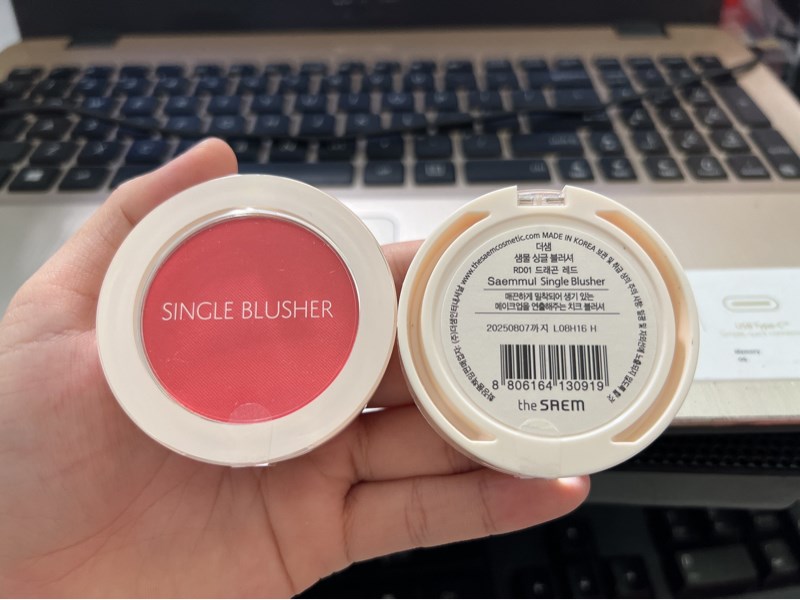 SINGLE BLUSHER
www.thesaemcosmetic.com MADE IN KOREA
더샘
샘물 싱글 블러셔
RD01 드래곤 레드
Saemmul Single Blusher
매끈하게 밀착되어 생기 있는
메이크업을 연출해주는 치크 블러셔
20250807까지 L08H16 H
8 806164 130919
the SAEM
USB Type-C